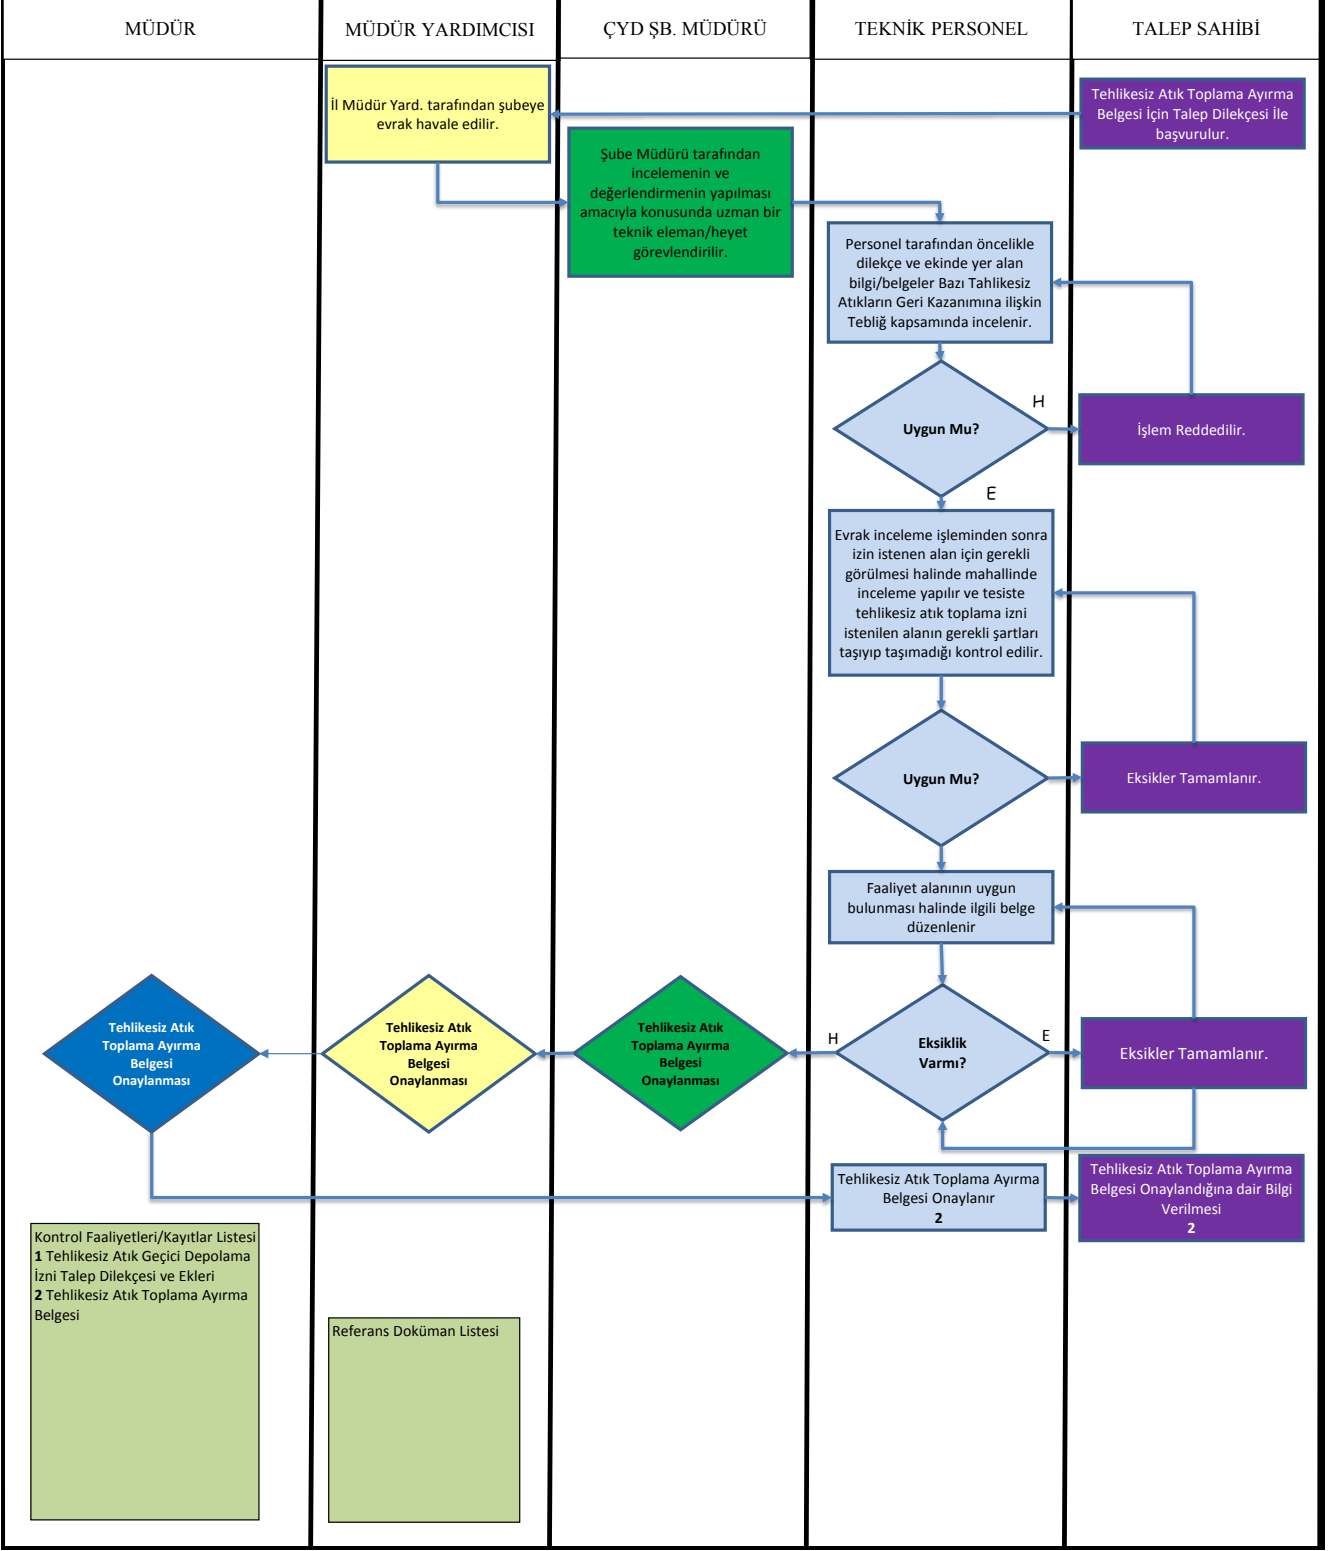 MÜDÜR
MÜDÜR YARDIMCISI
ÇYD ŞB. MÜDÜRÜ
TEKNİK PERSONEL
TALEP SAHİBİ
Tehlikesiz Atık Toplama Ayırma
Belgesi İçin Talep Dilekçesi İle
başvurulur.
İl Müdür Yard. tarafından şubeye
evrak havale edilir.
Şube Müdürü tarafından
incelemenin ve
değerlendirmenin yapılması
amacıyla konusunda uzman bir
teknik eleman/heyet
görevlendirilir.
Personel tarafından öncelikle
dilekçe ve ekinde yer alan
bilgi/belgeler Bazı Tahlikesiz
Atıkların Geri Kazanımına ilişkin
Tebliğ kapsamında incelenir.
Uygun Mu?
H
İşlem Reddedilir.
E
Evrak inceleme işleminden sonra
izin istenen alan için gerekli
görülmesi halinde mahallinde
inceleme yapılır ve tesiste
tehlikesiz atık toplama izni
istenilen alanın gerekli şartları
taşıyıp taşımadığı kontrol edilir.
Uygun Mu?
Eksikler Tamamlanır.
Faaliyet alanının uygun
bulunması halinde ilgili belge
düzenlenir
Eksiklik
Varmı?
H
E
Eksikler Tamamlanır.
Tehlikesiz Atık
Toplama Ayırma
Belgesi
Onaylanması
Tehlikesiz Atık
Toplama Ayırma
Belgesi
Onaylanması
Tehlikesiz Atık
Toplama Ayırma
Belgesi
Onaylanması
Tehlikesiz Atık Toplama Ayırma
Belgesi Onaylanır
2
Tehlikesiz Atık Toplama Ayırma
Belgesi Onaylandığına dair Bilgi
Verilmesi
2
Kontrol Faaliyetleri/Kayıtlar Listesi
1 Tehlikesiz Atık Geçici Depolama
İzni Talep Dilekçesi ve Ekleri
2 Tehlikesiz Atık Toplama Ayırma
Belgesi
Referans Doküman Listesi